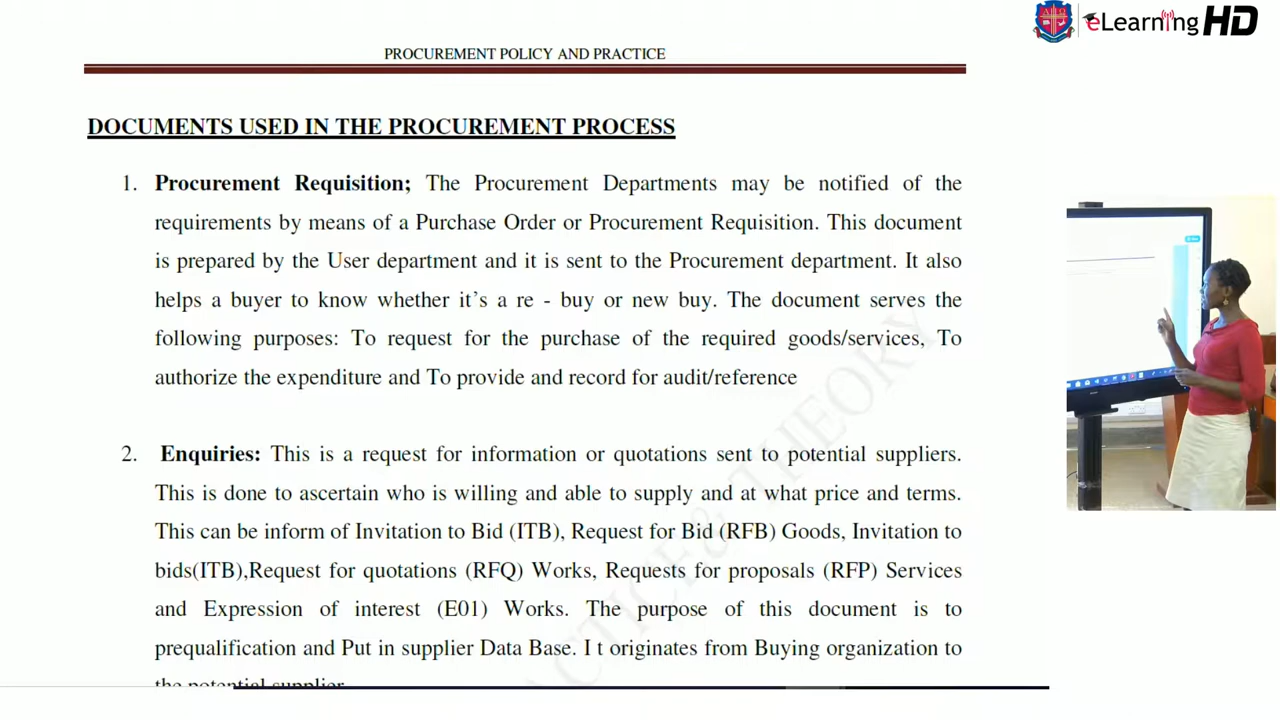 eLearning HD
PROCUREMENT POLICY AND PRACTICE
DOCUMENTS USED IN THE PROCUREMENT PROCESS
1. Procurement Requisition; The Procurement Departments may be notified of the
requirements by means of a Purchase Order or Procurement Requisition. This document
is prepared by the User department and it is sent to the Procurement department. It also
helps a buyer to know whether it's a re - buy or new buy. The document serves the
following purposes: To request for the purchase of the required goods/services, To
authorize the expenditure and To provide and record for audit/reference
2. Enquiries: This is a request for information or quotations sent to potential suppliers.
This is done to ascertain who is willing and able to supply and at what price and terms.
This can be inform of Invitation to Bid (ITB), Request for Bid (RFB) Goods, Invitation to
bids(ITB),Request for quotations (RFQ) Works, Requests for proposals (RFP) Services
and Expression of interest (E01) Works. The purpose of this document is to
prequalification and Put in supplier Data Base. I t originates from Buying organization to
the potential supplier
THEORY